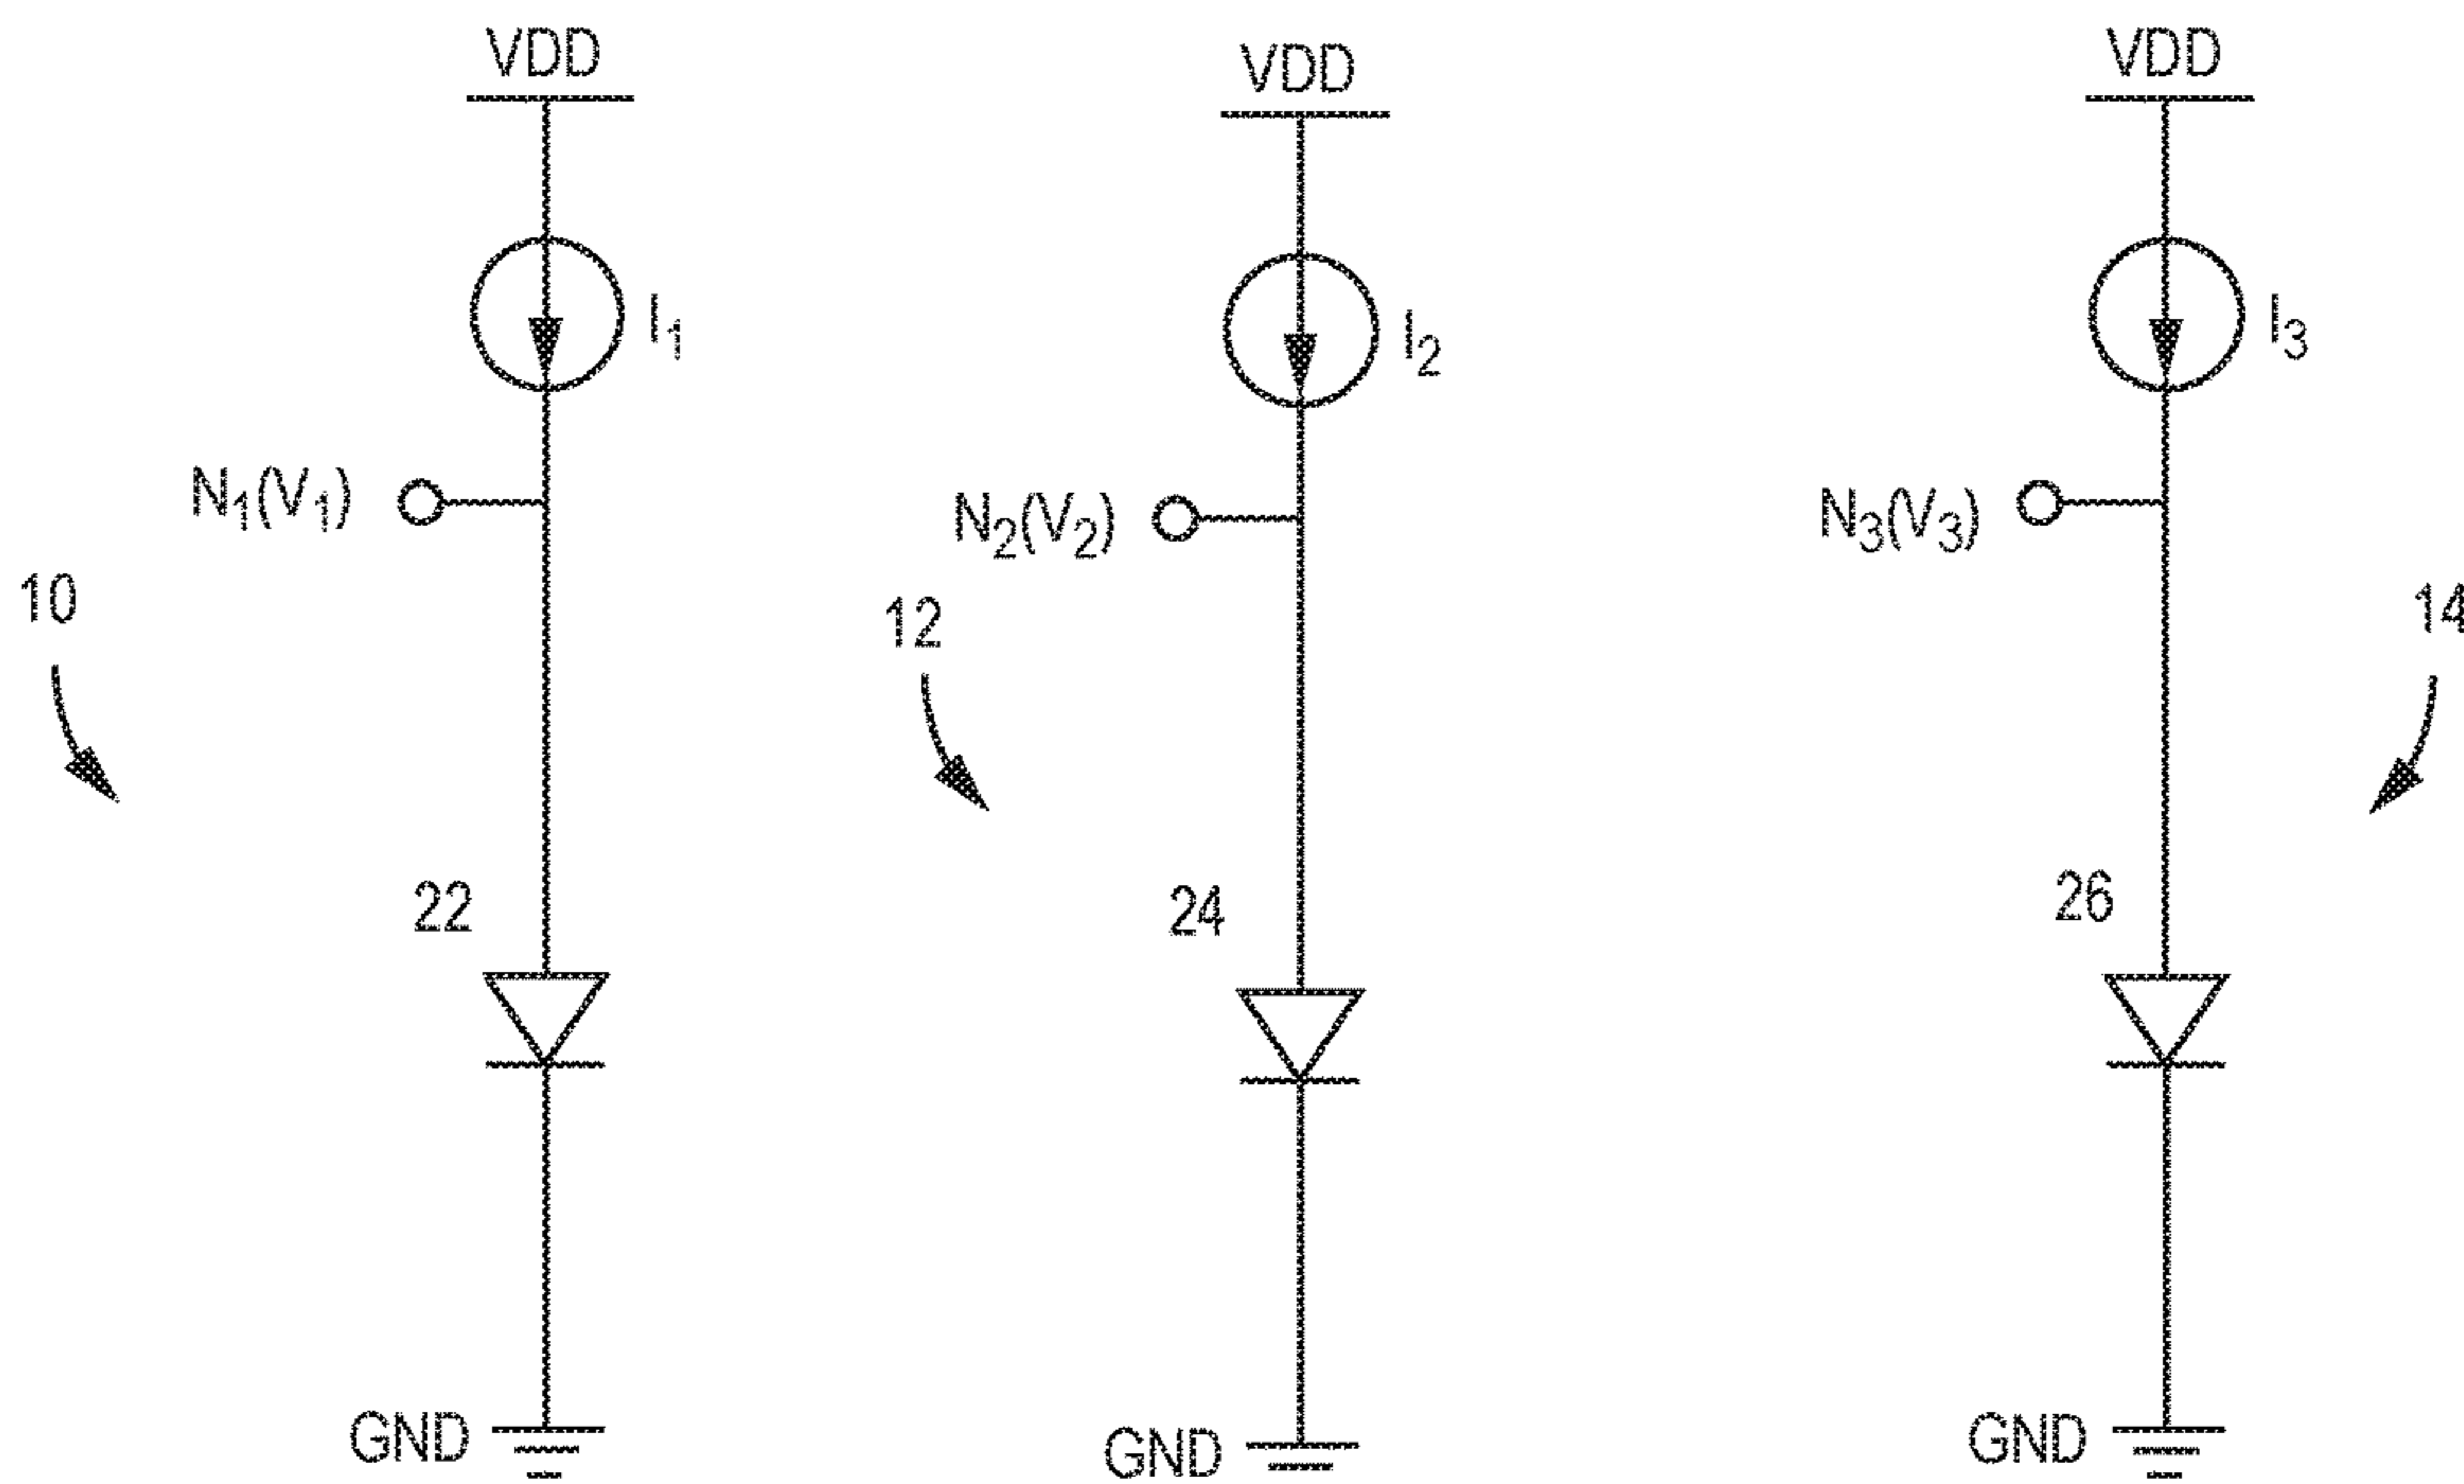 VDD
VDD
VDD
I1
I2
I3
N1(V1)
N2(V2)
N3(V3)
10
12
14
22
24
26
GND
GND
GND